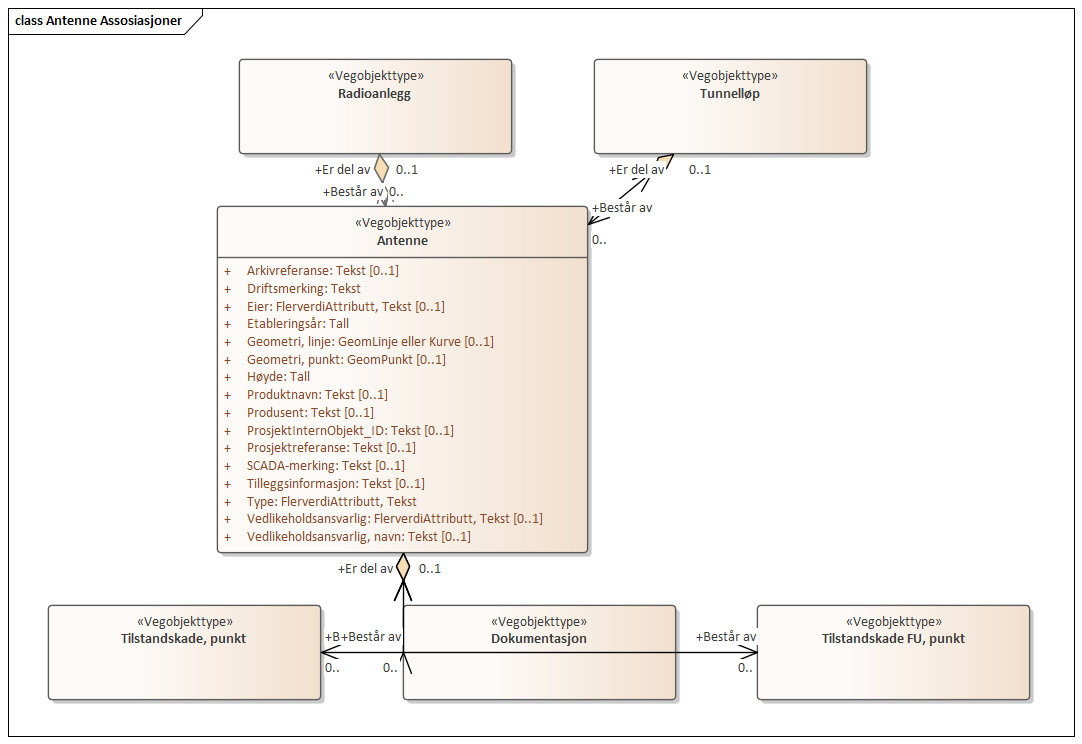 class Antenne Assosiasjoner
«Vegobjekttype»
Radioanlegg
«Vegobjekttype»
Tunnelløp
+Er del av
0..1
+Består av
0..
+Er del av
0..1
+Består av
0..
«Vegobjekttype»
Antenne
+ Arkivreferanse: Tekst [0..1]
+ Driftsmerking: Tekst
+ Eier: FlerverdiAttributt, Tekst [0..1]
+ Etableringsår: Tall
+ Geometri, linje: GeomLinje eller Kurve [0..1]
+ Geometri, punkt: GeomPunkt [0..1]
+ Høyde: Tall
+ Produktnavn: Tekst [0..1]
+ Produsent: Tekst [0..1]
+ ProsjektInternObjekt_ID: Tekst [0..1]
+ Prosjektreferanse: Tekst [0..1]
+ SCADA-merking: Tekst [0..1]
+ Tilleggsinformasjon: Tekst [0..1]
+ Type: FlerverdiAttributt, Tekst
+ Vedlikeholdsansvarlig: FlerverdiAttributt, Tekst [0..1]
+ Vedlikeholdsansvarlig, navn: Tekst [0..1]
+Er del av
0..1
«Vegobjekttype»
Tilstandskade, punkt
+B+Består av
0..
0..
«Vegobjekttype»
Dokumentasjon
+Består av
0..
«Vegobjekttype»
Tilstandskade FU, punkt